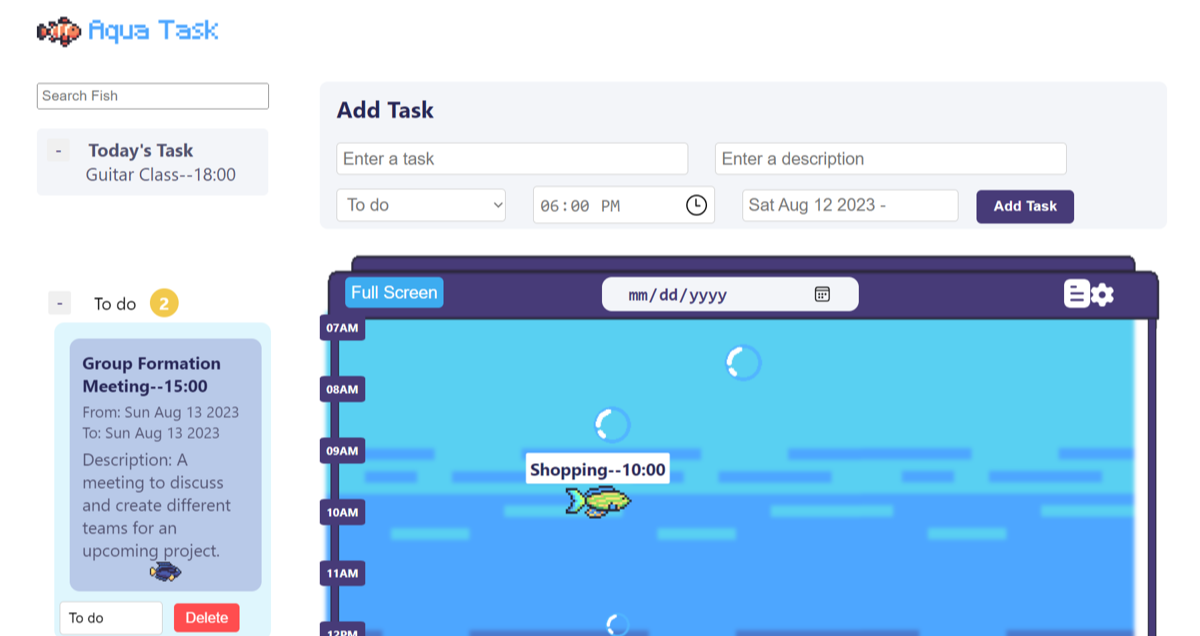 Aqua Task
Search Fish
-
Today's Task
Guitar Class--18:00
Add Task
Enter a task
Enter a description
To do
06:00 PM
Sat Aug 12 2023 -
Add Task
-
To do
2
Group Formation
Meeting--15:00
From: Sun Aug 13 2023
To: Sun Aug 13 2023
Description: A
meeting to discuss
and create different
teams for an
upcoming project.
To do
Delete
Full Screen
mm/dd/yyyy
07AM
08AM
09AM
Shopping--10:00
10AM
11AM
12PM